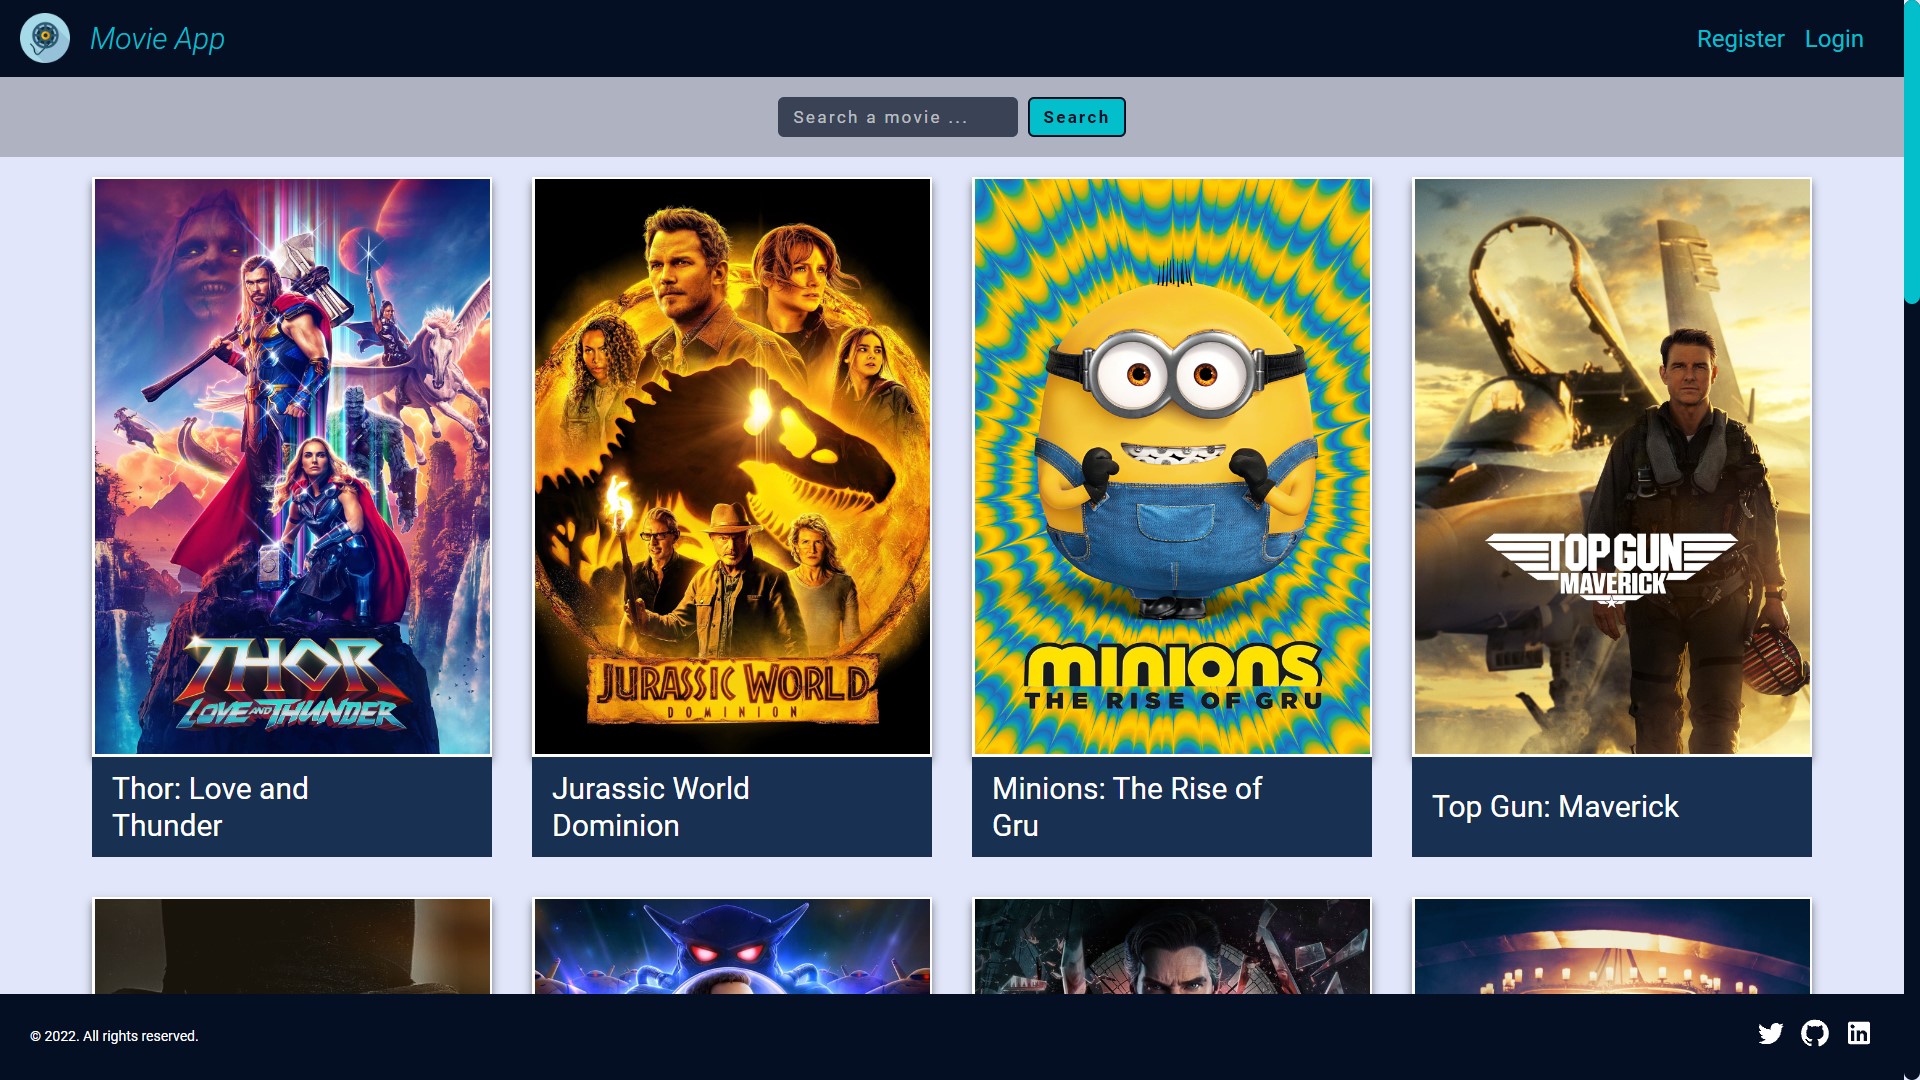 Movie App
Register
Login
Search a movie ...
Search
THOR
LOVE AND THUNDER
JURASSIC WORLD
DOMINION
minions
THE RISE OF GRU
TOP GUN
MAVERICK
Thor: Love and
Thunder
Jurassic World
Dominion
Minions: The Rise of
Gru
Top Gun: Maverick
© 2022. All rights reserved.
in